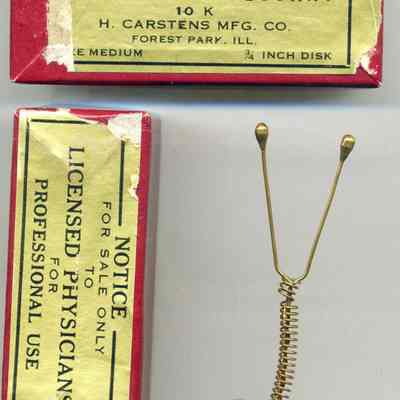 10 K
H. CARSTENS MFG. CO.
FOREST PARK, ILL.
MEDIUM ¾ INCH DISK
NOTICE
FOR SALE ONLY
TO
LICENSED PHYSICIANS
FOR
PROFESSIONAL USE